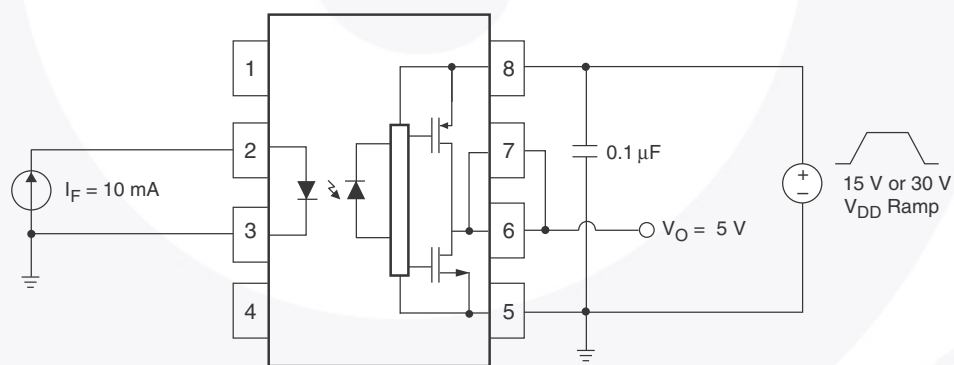 1
8
2
7
I_F = 10 mA
0.1 μF
+
–
15 V or 30 V
V_DD Ramp
3
6
V_O = 5 V
4
5